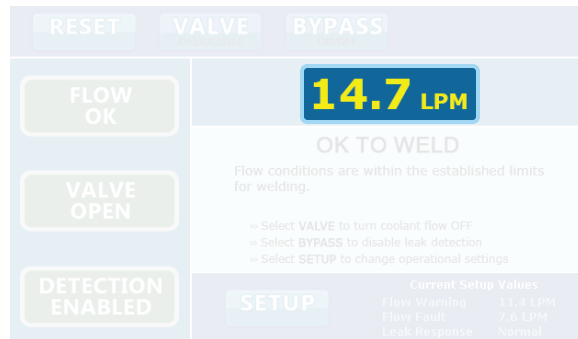 RESET VALVE BYPASS
14.7 LPM
FLOW
OK
OK TO WELD
Flow conditions are within the established limits
for welding.
VALVE
OPEN
» Select VALVE to turn coolant flow OFF
» Select BYPASS to disable leak detection
» Select SETUP to change operational settings
DETECTION
ENABLED
SETUP
Current Setup Values
Flow Warning 11.4 LPM
Flow Fault 7.6 LPM
Leak Response Normal